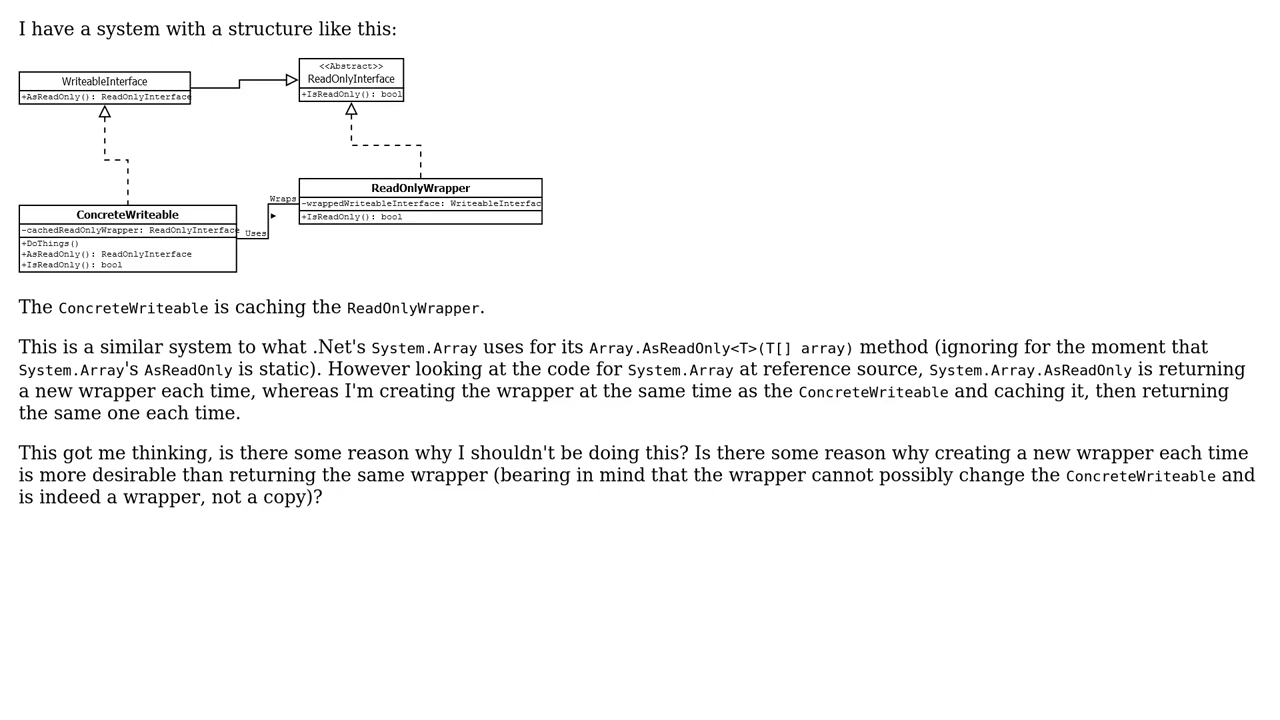 I have a system with a structure like this:
WriteableInterface
+AsReadOnly(): ReadOnlyInterface
<<Abstract>>
ReadOnlyInterface
+IsReadOnly(): bool
ReadOnlyWrapper
-wrappedWriteableInterface: WriteableInterfac
+IsReadOnly(): bool
Wraps
Uses
ConcreteWriteable
-cachedReadOnlyWrapper: ReadOnlyInterface
+DoThings()
+AsReadOnly(): ReadOnlyInterface
+IsReadOnly(): bool
The ConcreteWriteable is caching the ReadOnlyWrapper.
This is a similar system to what .Net's System.Array uses for its Array.AsReadOnly<T>(T[] array) method (ignoring for the moment that
System.Array's AsReadOnly is static). However looking at the code for System.Array at reference source, System.Array.AsReadOnly is returning
a new wrapper each time, whereas I'm creating the wrapper at the same time as the ConcreteWriteable and caching it, then returning
the same one each time.
This got me thinking, is there some reason why I shouldn't be doing this? Is there some reason why creating a new wrapper each time
is more desirable than returning the same wrapper (bearing in mind that the wrapper cannot possibly change the ConcreteWriteable and
is indeed a wrapper, not a copy)?